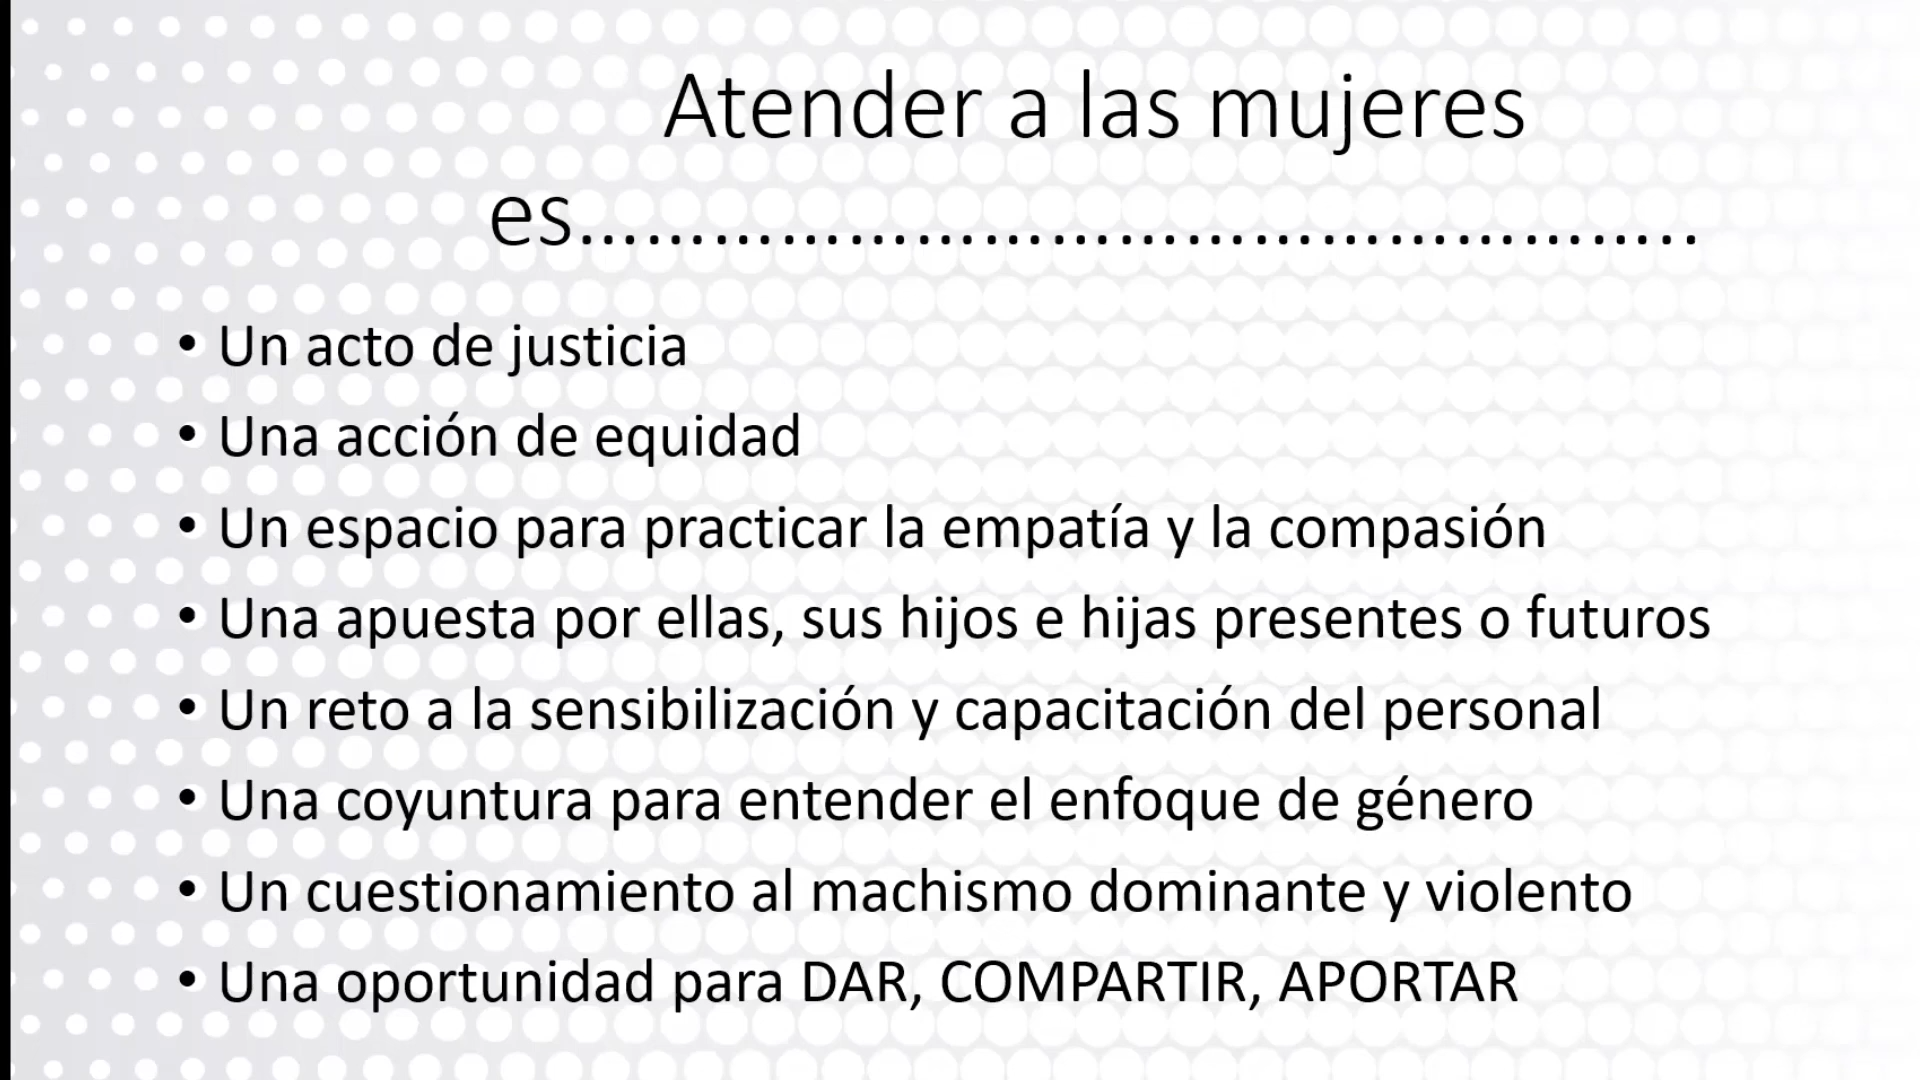 Atender a las mujeres
es……………………………………………
• Un acto de justicia
• Una acción de equidad
• Un espacio para practicar la empatía y la compasión
• Una apuesta por ellas, sus hijos e hijas presentes o futuros
• Un reto a la sensibilización y capacitación del personal
• Una coyuntura para entender el enfoque de género
• Un cuestionamiento al machismo dominante y violento
• Una oportunidad para DAR, COMPARTIR, APORTAR